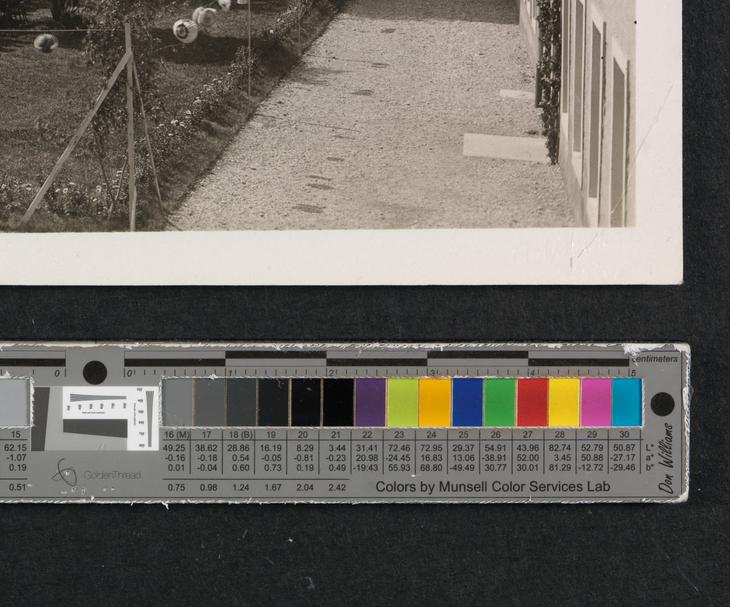 0 0 1 2 3 4 5 centimeters
15 16 (M) 17 18 (B) 19 20 21 22 23 24 25 26 27 28 29 30
62.15 49.25 38.62 28.86 16.19 8.29 3.44 31.41 72.46 72.95 29.37 54.91 43.96 82.74 52.79 50.87 L*
-1.07 -0.16 -0.18 0.54 -0.05 -0.81 -0.23 20.98 -24.45 16.83 13.06 -38.91 52.00 3.45 50.88 -27.17 a*
0.19 0.01 -0.04 0.60 0.73 0.19 0.49 -19.43 55.93 68.80 -49.49 30.77 30.01 81.29 -12.72 -29.46 b*
0.51 0.75 0.98 1.24 1.67 2.04 2.42 Colors by Munsell Color Services Lab
GoldenThread
Don Williams